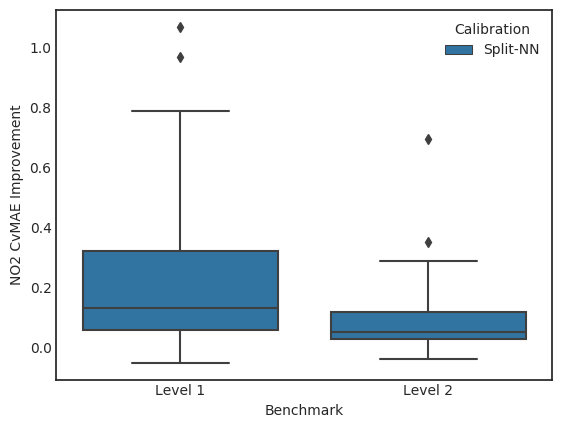 Calibration
Split-NN
NO2 CvMAE Improvement
1.0
0.8
0.6
0.4
0.2
0.0
Level 1 Level 2
Benchmark